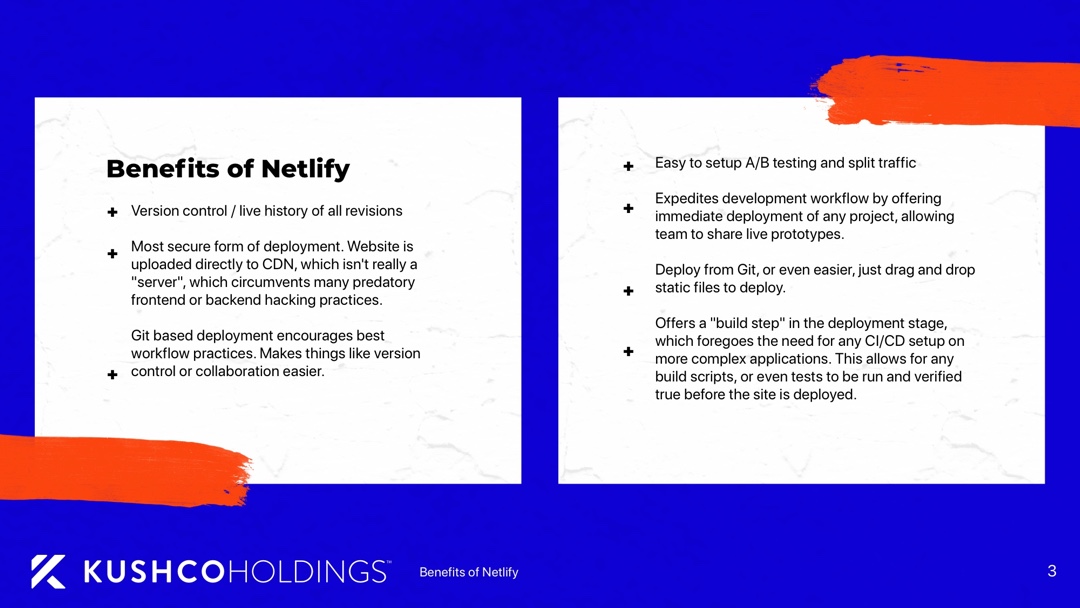 Benefits of Netlify
+ Version control / live history of all revisions
+ Most secure form of deployment. Website is
uploaded directly to CDN, which isn't really a
"server", which circumvents many predatory
frontend or backend hacking practices.
Git based deployment encourages best
workflow practices. Makes things like version
+ control or collaboration easier.
+ Easy to setup A/B testing and split traffic
+ Expedites development workflow by offering
immediate deployment of any project, allowing
team to share live prototypes.
Deploy from Git, or even easier, just drag and drop
+ static files to deploy.
Offers a "build step" in the deployment stage,
which foregoes the need for any CI/CD setup on
+ more complex applications. This allows for any
build scripts, or even tests to be run and verified
true before the site is deployed.
KUSHCOHOLDINGS™
Benefits of Netlify
3